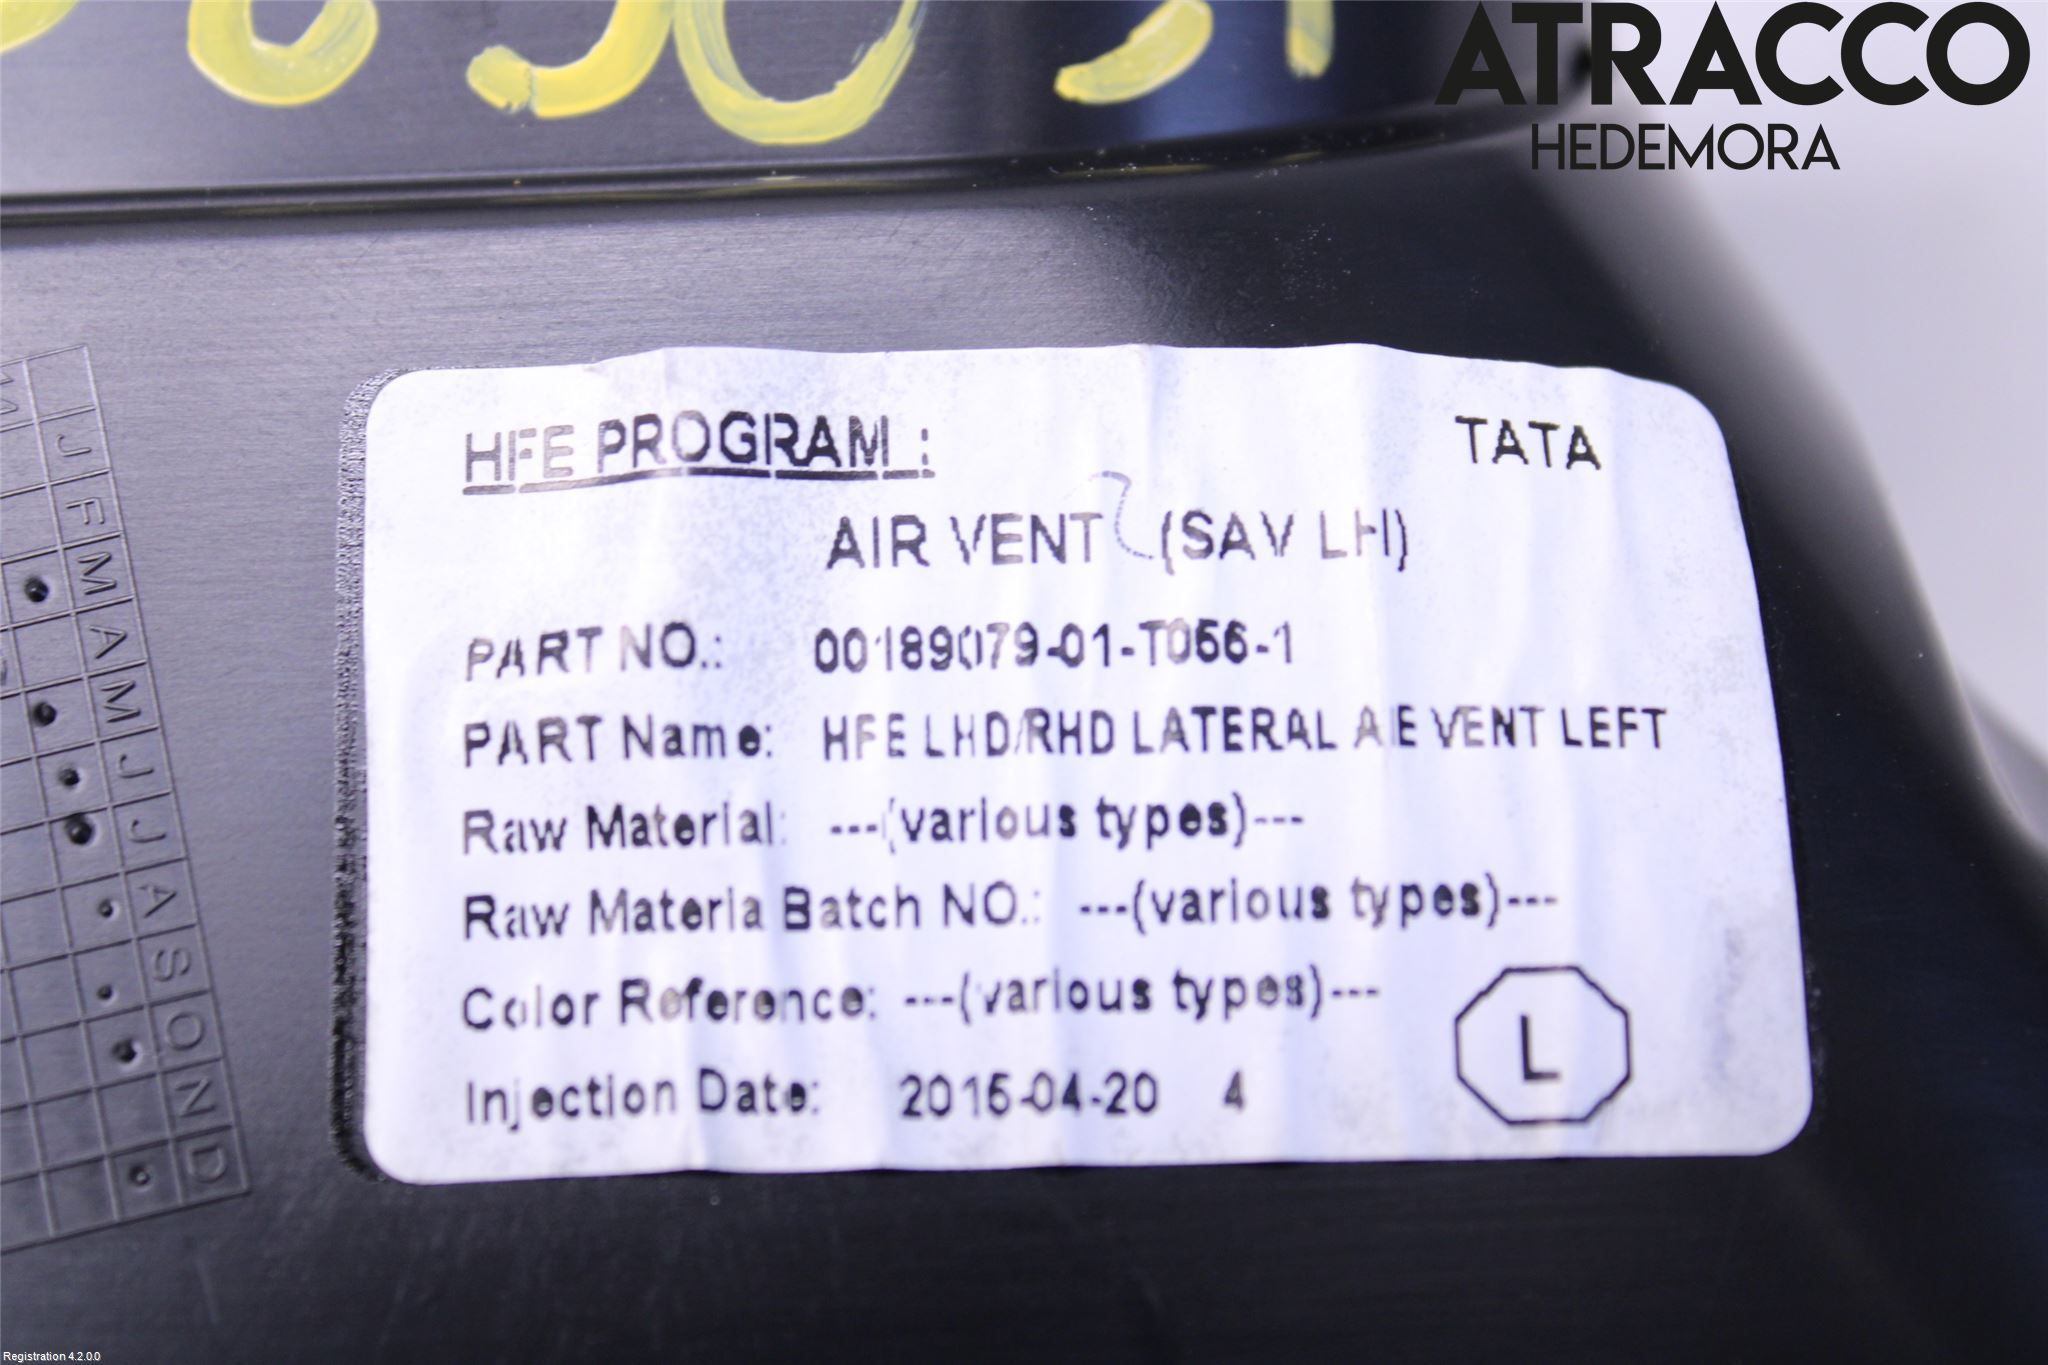 ATRACCO
HEDEMORA
HFE PROGRAM :
TATA
AIR VENT (SAV LH)
PART NO.: 00189079-01-T056-1
PART Name: HFE LHD/RHD LATERAL AIE VENT LEFT
Raw Material: ---(various types)---
Raw Materia Batch NO.: ---(various types)---
Color Reference: ---(various types)---
Injection Date: 2015-04-20 4
L
J
F
M
A
M
J
J
A
S
O
N
D
Registration 4.2.0.0